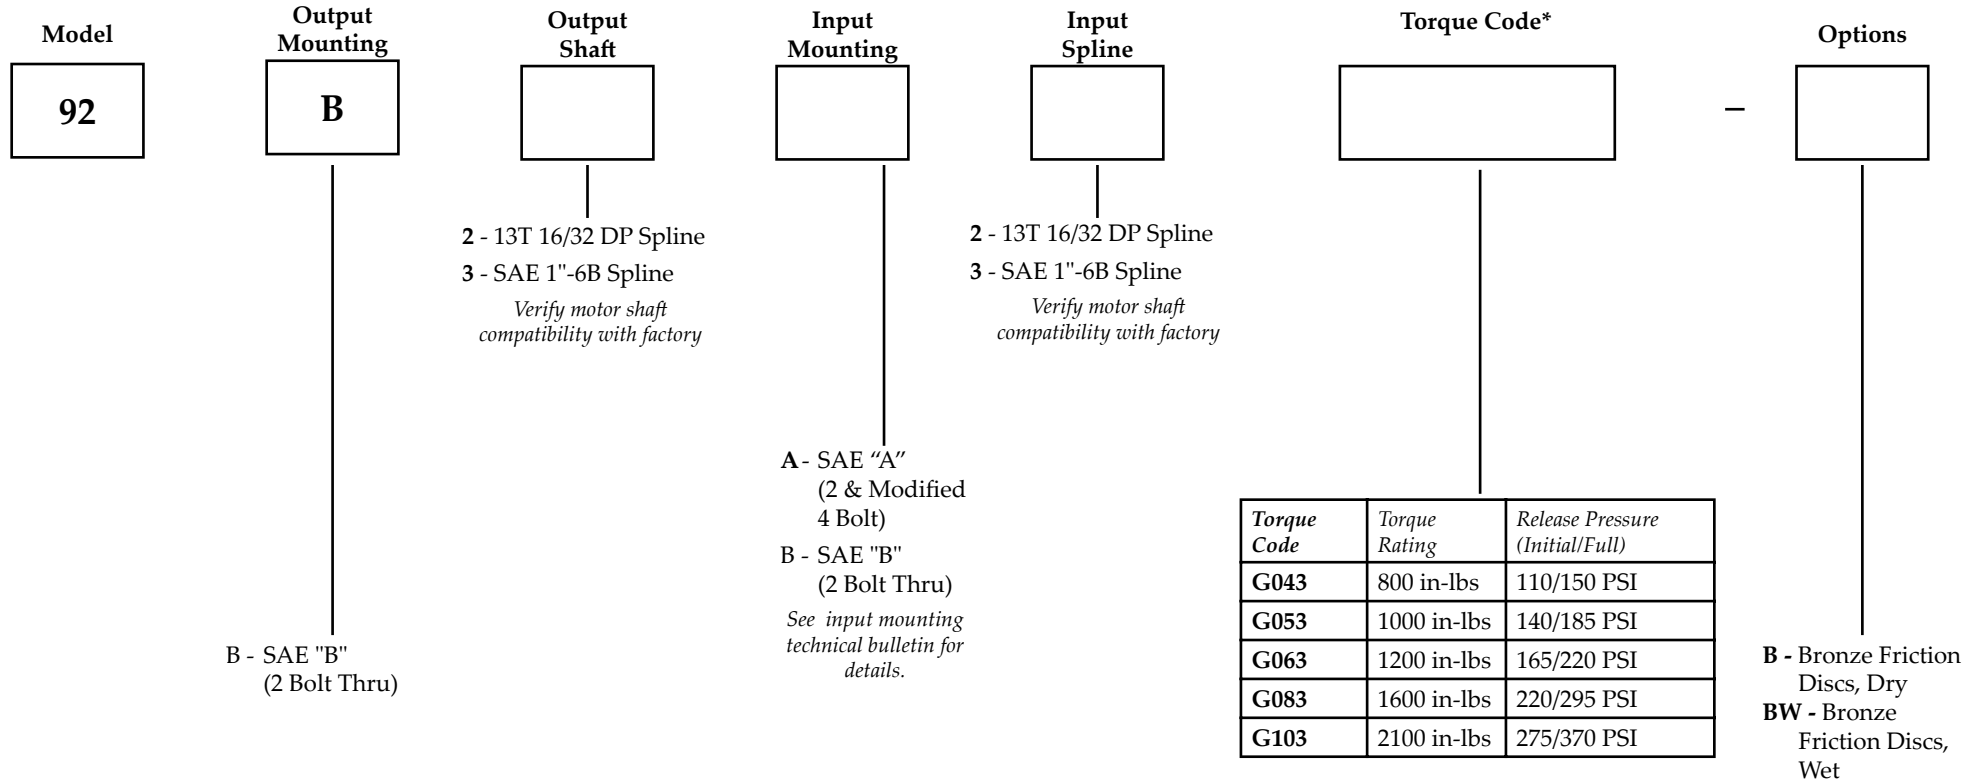 Model
92
Output
Mounting
B
B - SAE "B"
(2 Bolt Thru)
Output
Shaft
2 - 13T 16/32 DP Spline
3 - SAE 1"-6B Spline
Verify motor shaft
compatibility with factory
Input
Mounting
A - SAE “A”
(2 & Modified
4 Bolt)
B - SAE "B"
(2 Bolt Thru)
See input mounting
technical bulletin for
details.
Input
Spline
2 - 13T 16/32 DP Spline
3 - SAE 1"-6B Spline
Verify motor shaft
compatibility with factory
Torque Code*
Torque Code | Torque Rating | Release Pressure (Initial/Full)
G043 | 800 in-lbs | 110/150 PSI
G053 | 1000 in-lbs | 140/185 PSI
G063 | 1200 in-lbs | 165/220 PSI
G083 | 1600 in-lbs | 220/295 PSI
G103 | 2100 in-lbs | 275/370 PSI
–
Options
B - Bronze Friction
Discs, Dry
BW - Bronze
Friction Discs,
Wet